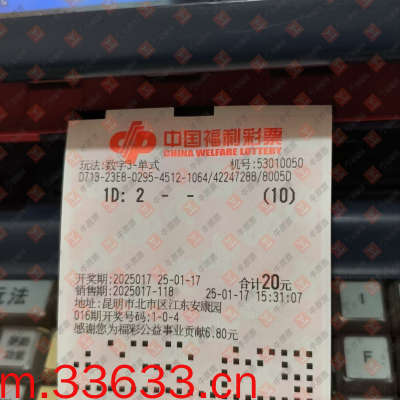 中国福利彩票
CHINA WELFARE LOTTERY
玩法:数字3-单式 机号:53010050
D713-23E8-0295-4512-1064/42247288/8005D
1D: 2 - - (10)
开奖期:2025017 25-01-17 合计20元
销售期:2025017-118 25-01-17 15:31:07
地址:昆明市北市区江东安康园
016期开奖号码:1-0-4
感谢您为福彩公益事业贡献6.80元
玩法
I
F
m.33633.cn